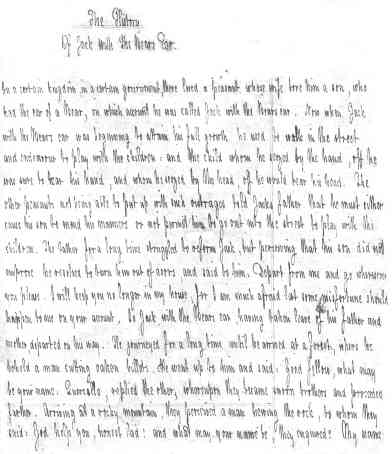 The History
Of Jack with the Bears Ear.
In a certain kingdom, in a certain government, there lived a peasant, whose wife bore him a son, who
had the ear of a Bear, on which account he was called Jack with the Bears ear. Now when Jack
with the Bears ear was beginning to attain his full growth he used to walk in the street
and endeavour to play with the children: and the child whom he seized by the hand, off he
was sure to tear his hand, and whom he seized by the head, off he would tear his head. The
other peasants not being able to put up with such outrages told Jacks father that he must either
cause his son to mend his manners or not permit him to go out into the street to play with the
children. The father for a long time struggled to reform Jack but perceiving that his son did not
improve he resolved to turn him out of doors and said to him. Depart from me and go wheresoever
you please. I will keep you no longer in my house, for I am much afraid that some misfortune should
happen to me on your account. So Jack with the Bears ear having taken leave of his father and
mother departed on his way. He journeyed for a long time until he arrived at a forest, where he
beheld a man cutting oaken billets. He went up to him and said: Good fellow, what may
be your name. replied the other, whereupon they became sworn brothers and proceeded
further. Arriving at a rocky mountain, they perceived a man hewing the rock, to whom they
said. God help you, honest lad: and what may your name be, they enquired? My name